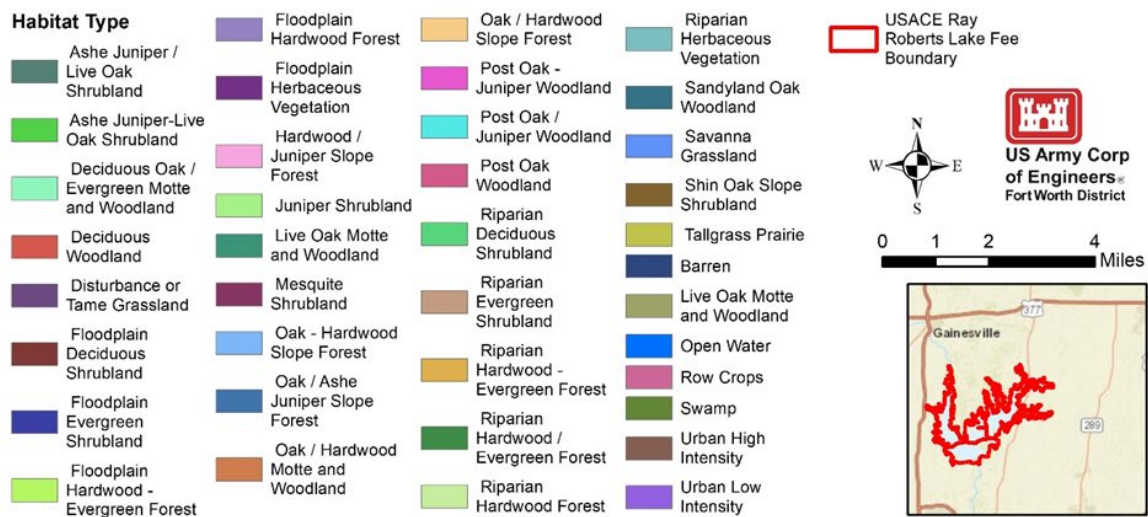 Habitat Type
Ashe Juniper /
Live Oak
Shrubland
Ashe Juniper-Live
Oak Shrubland
Deciduous Oak /
Evergreen Motte
and Woodland
Deciduous
Woodland
Disturbance or
Tame Grassland
Floodplain
Deciduous
Shrubland
Floodplain
Evergreen
Shrubland
Floodplain
Hardwood -
Evergreen Forest
Floodplain
Hardwood Forest
Floodplain
Herbaceous
Vegetation
Hardwood /
Juniper Slope
Forest
Juniper Shrubland
Live Oak Motte
and Woodland
Mesquite
Shrubland
Oak - Hardwood
Slope Forest
Oak / Ashe
Juniper Slope
Forest
Oak / Hardwood
Motte and
Woodland
Oak / Hardwood
Slope Forest
Post Oak -
Juniper Woodland
Post Oak /
Juniper Woodland
Post Oak
Woodland
Riparian
Deciduous
Shrubland
Riparian
Evergreen
Shrubland
Riparian
Hardwood -
Evergreen Forest
Riparian
Hardwood /
Evergreen Forest
Riparian
Hardwood Forest
Riparian
Herbaceous
Vegetation
Sandyland Oak
Woodland
Savanna
Grassland
Shin Oak Slope
Shrubland
Tallgrass Prairie
Barren
Live Oak Motte
and Woodland
Open Water
Row Crops
Swamp
Urban High
Intensity
Urban Low
Intensity
USACE Ray
Roberts Lake Fee
Boundary
N
W E
S
US Army Corp
of Engineers®
Fort Worth District
0 1 2 4
Miles
377
Gainesville
289